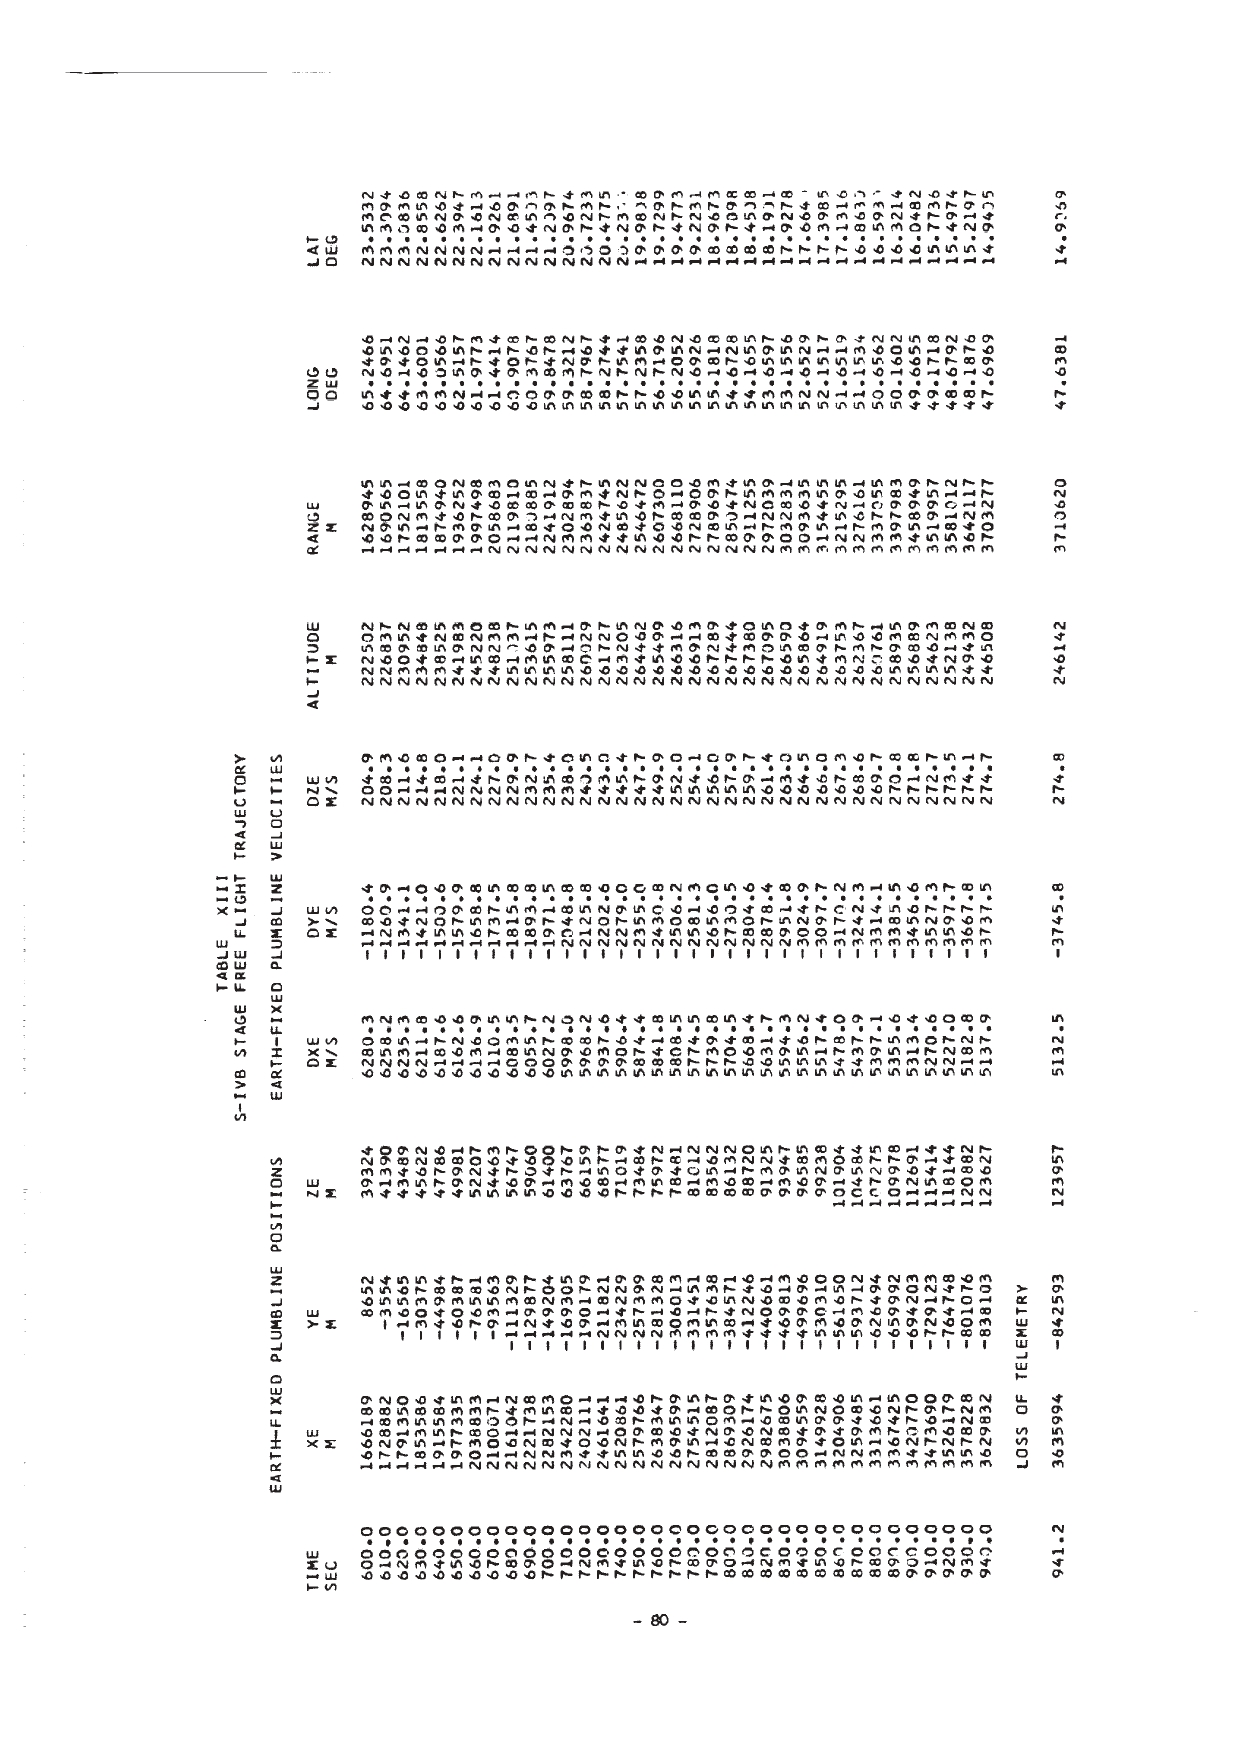 TABLE XIII
S-IVB STAGE FREE FLIGHT TRAJECTORY
EARTH-FIXED PLUMBLINE POSITIONS EARTH-FIXED PLUMBLINE VELOCITIES
TIME XE YE ZE DXE DYE DZE ALTITUDE RANGE LONG LAT
SEC M M M M/S M/S M/S M M DEG DEG
600.0 1666189 8652 39324 6280.3 -1180.4 204.9 222502 1628945 65.2466 23.5332
610.0 1728882 -3554 41390 6258.2 -1260.9 208.3 226837 1690565 64.6951 23.3094
620.0 1791350 -16565 43489 6235.3 -1341.1 211.6 230952 1752101 64.1462 23.0836
630.0 1853586 -30375 45622 6211.8 -1421.0 214.8 234848 1813558 63.6001 22.8558
640.0 1915584 -44984 47786 6187.6 -1500.6 218.0 238525 1874940 63.0566 22.6262
650.0 1977335 -60387 49981 6162.6 -1579.9 221.1 241983 1936252 62.5157 22.3947
660.0 2038833 -76581 52207 6136.9 -1658.8 224.1 245220 1997498 61.9773 22.1613
670.0 2100071 -93563 54463 6110.5 -1737.5 227.0 248238 2058683 61.4414 21.9261
680.0 2161042 -111329 56747 6083.5 -1815.8 229.9 251037 2119810 60.9078 21.6891
690.0 2221738 -129877 59060 6055.7 -1893.8 232.7 253615 2180885 60.3767 21.4503
700.0 2282153 -149204 61400 6027.2 -1971.5 235.4 255973 2241912 59.8478 21.2097
710.0 2342280 -169305 63767 5998.0 -2048.8 238.0 258111 2302894 59.3212 20.9674
720.0 2402111 -190179 66159 5968.2 -2125.8 240.5 260029 2363837 58.7967 20.7233
730.0 2461641 -211821 68577 5937.6 -2202.6 243.0 261727 2424745 58.2744 20.4775
740.0 2520861 -234229 71019 5906.4 -2279.0 245.4 263205 2485622 57.7541
750.0 2579766 -257399 73484 5874.4 -2355.0 247.7 264462 2546472 57.2358 19.9808
- 88 -
760.0 2638347 -281328 75972 5841.8 -2430.8 249.9 265499 2607300 56.7196 19.7299
770.0 2696599 -306013 78481 5808.5 -2506.2 252.0 266316 2668110 56.2052 19.4773
780.0 2754515 -331451 81012 5774.5 -2581.3 254.1 266913 2728906 55.6926 19.2231
790.0 2812087 -357638 83562 5739.8 -2656.0 256.0 267289 2789693 55.1818 18.9673
800.0 2869309 -384571 86132 5704.5 -2730.5 257.9 267444 2850474 54.6728 18.7098
810.0 2926174 -412246 88720 5668.4 -2804.6 259.7 267380 2911255 54.1655 18.4508
820.0 2982675 -440661 91325 5631.7 -2878.4 261.4 267095 2972039 53.6597 18.1901
830.0 3038806 -469813 93947 5594.3 -2951.8 263.0 266590 3032831 53.1556 17.9278
840.0 3094559 -499696 96585 5556.2 -3024.9 264.5 265864 3093635 52.6529
850.0 3149928 -530310 99238 5517.4 -3097.7 266.0 264919 3154455 52.1517 17.3985
860.0 3204906 -561650 101904 5478.0 -3170.2 267.3 263753 3215295 51.6519 17.1316
870.0 3259485 -593712 104584 5437.9 -3242.3 268.6 262367 3276161 51.1534 16.8630
880.0 3313661 -626494 107275 5397.1 -3314.1 269.7 260761 3337055 50.6562
890.0 3367425 -659992 109978 5355.6 -3385.5 270.8 258935 3397983 50.1602 16.3214
900.0 3420770 -694203 112691 5313.4 -3456.6 271.8 256889 3458949 49.6655 16.0482
910.0 3473690 -729123 115414 5270.6 -3527.3 272.7 254623 3519957 49.1718 15.7736
920.0 3526179 -764748 118144 5227.0 -3597.7 273.5 252138 3581012 48.6792 15.4974
930.0 3578228 -801076 120882 5182.8 -3667.8 274.1 249432 3642117 48.1876 15.2197
940.0 3629832 -838103 123627 5137.9 -3737.5 274.7 246508 3703277 47.6969 14.9405
LOSS OF TELEMETRY
941.2 3635994 -842593 123957 5132.5 -3745.8 274.8 246142 3710620 47.6381 14.9069